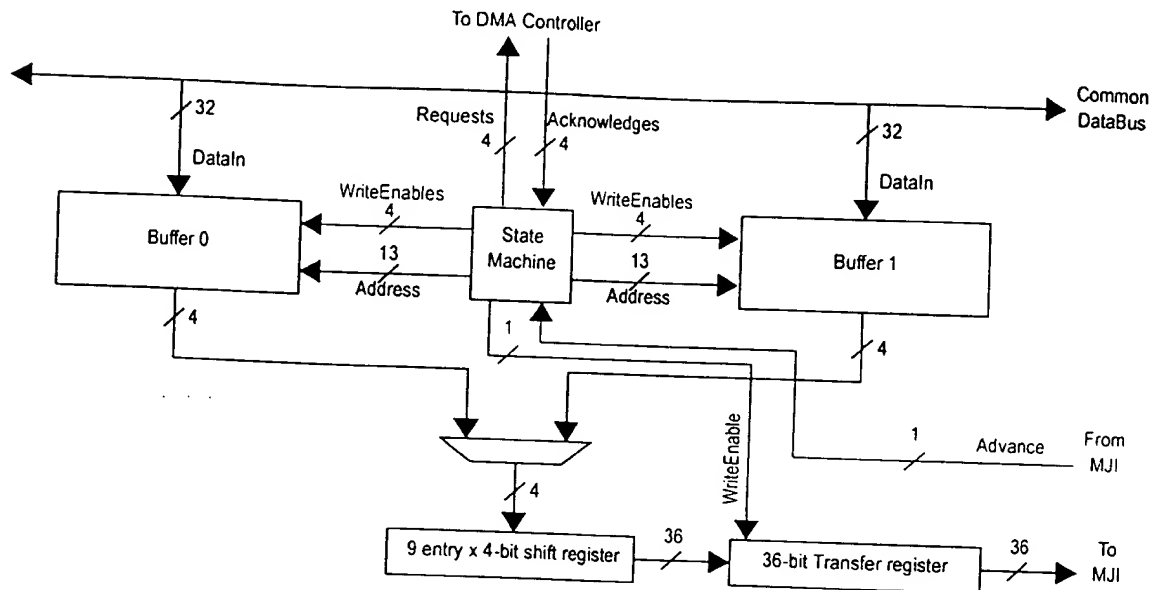 To DMA Controller
Common
DataBus
32
Requests
4
Acknowledges
4
32
DataIn
DataIn
WriteEnables
4
WriteEnables
4
Buffer 0
State
Machine
Buffer 1
13
Address
13
Address
4
1
4
WriteEnable
1
Advance
From
MJI
4
9 entry x 4-bit shift register
36
36-bit Transfer register
36
To
MJI